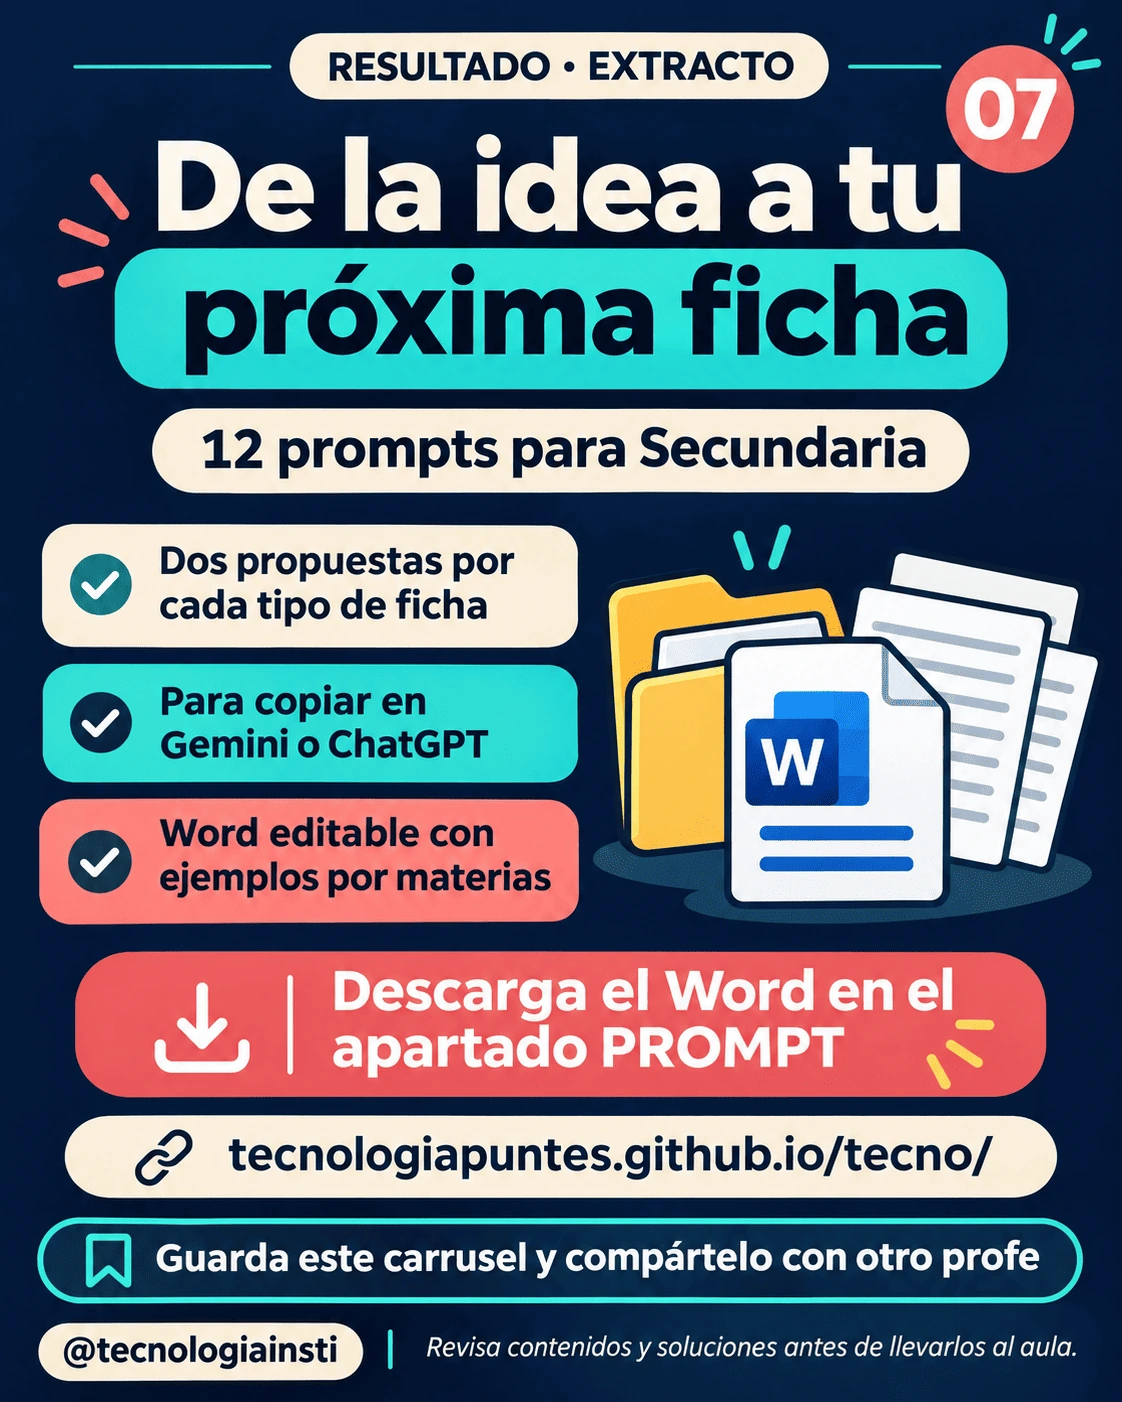 RESULTADO • EXTRACTO
07
De la idea a tu
próxima ficha
12 prompts para Secundaria
Dos propuestas por
cada tipo de ficha
Para copiar en
Gemini o ChatGPT
Word editable con
ejemplos por materias
W
Descarga el Word en el
apartado PROMPT
tecnologiapuntes.github.io/tecno/
Guarda este carrusel y compártelo con otro profe
@tecnologiainsti
Revisa contenidos y soluciones antes de llevarlos al aula.